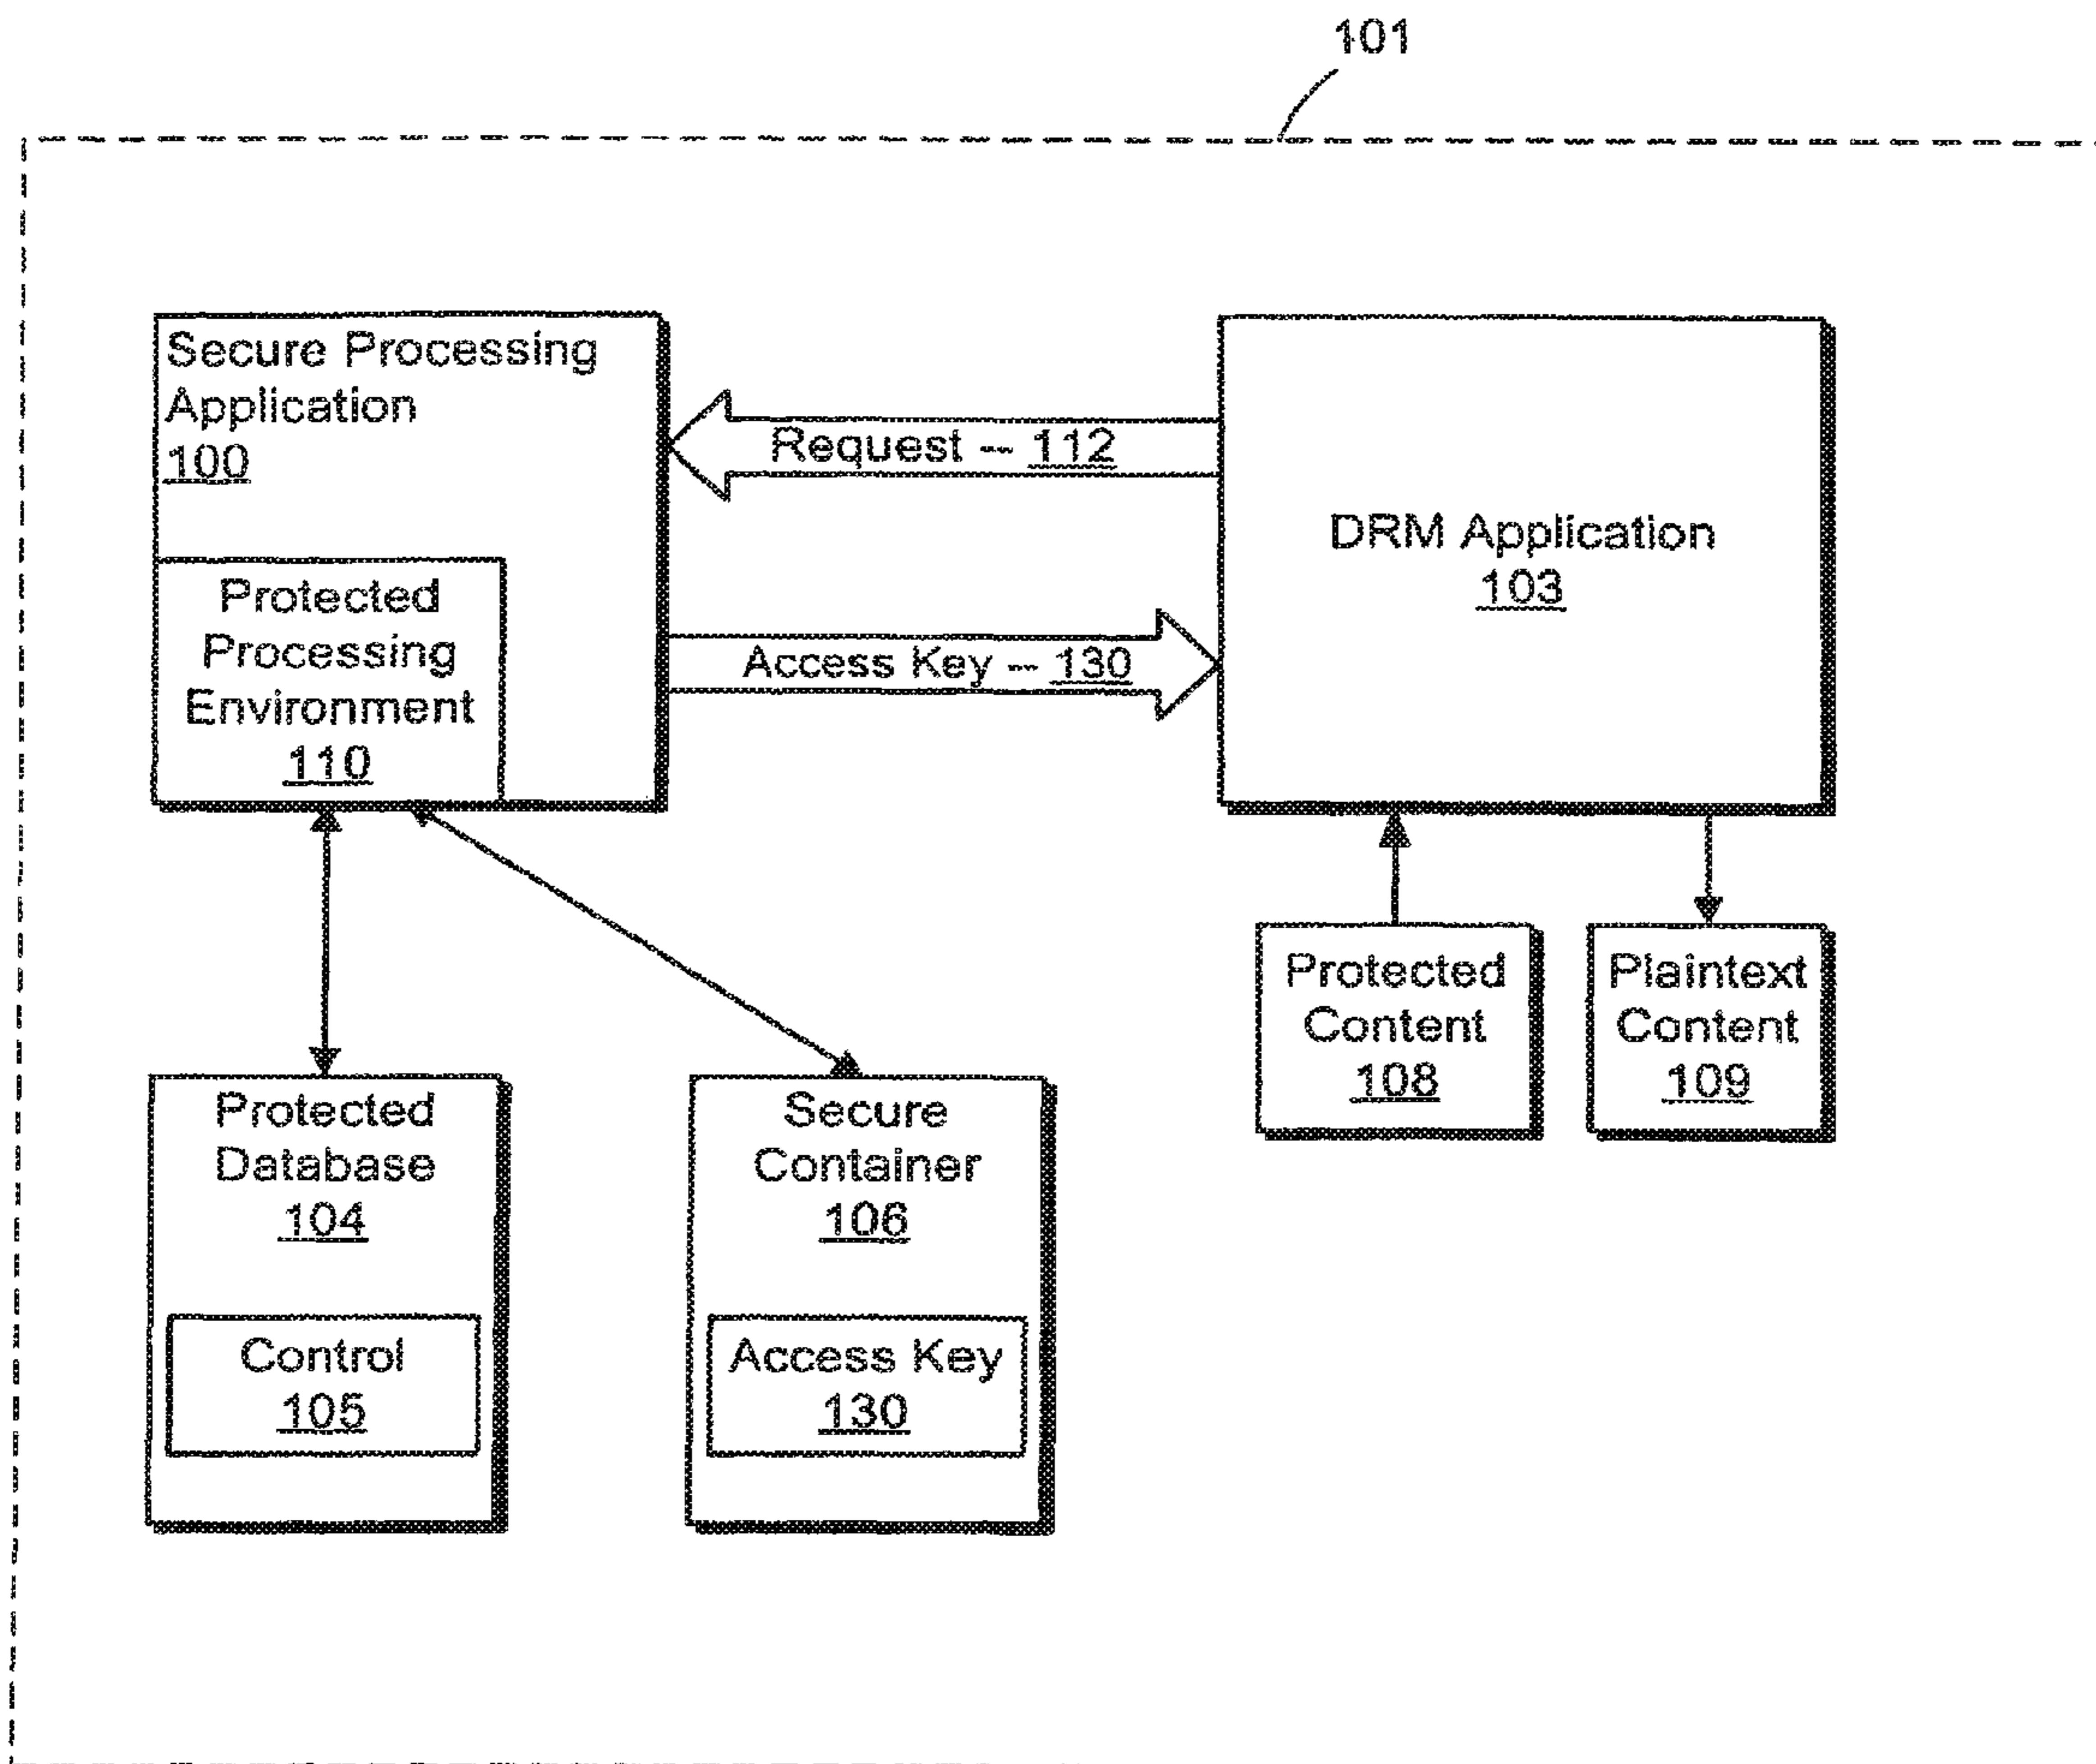 101
Secure Processing
Application
100
Request -- 112
DRM Application
103
Protected
Processing
Environment
110
Access Key -- 130
Protected
Content
108
Plaintext
Content
109
Protected
Database
104
Secure
Container
106
Control
105
Access Key
130